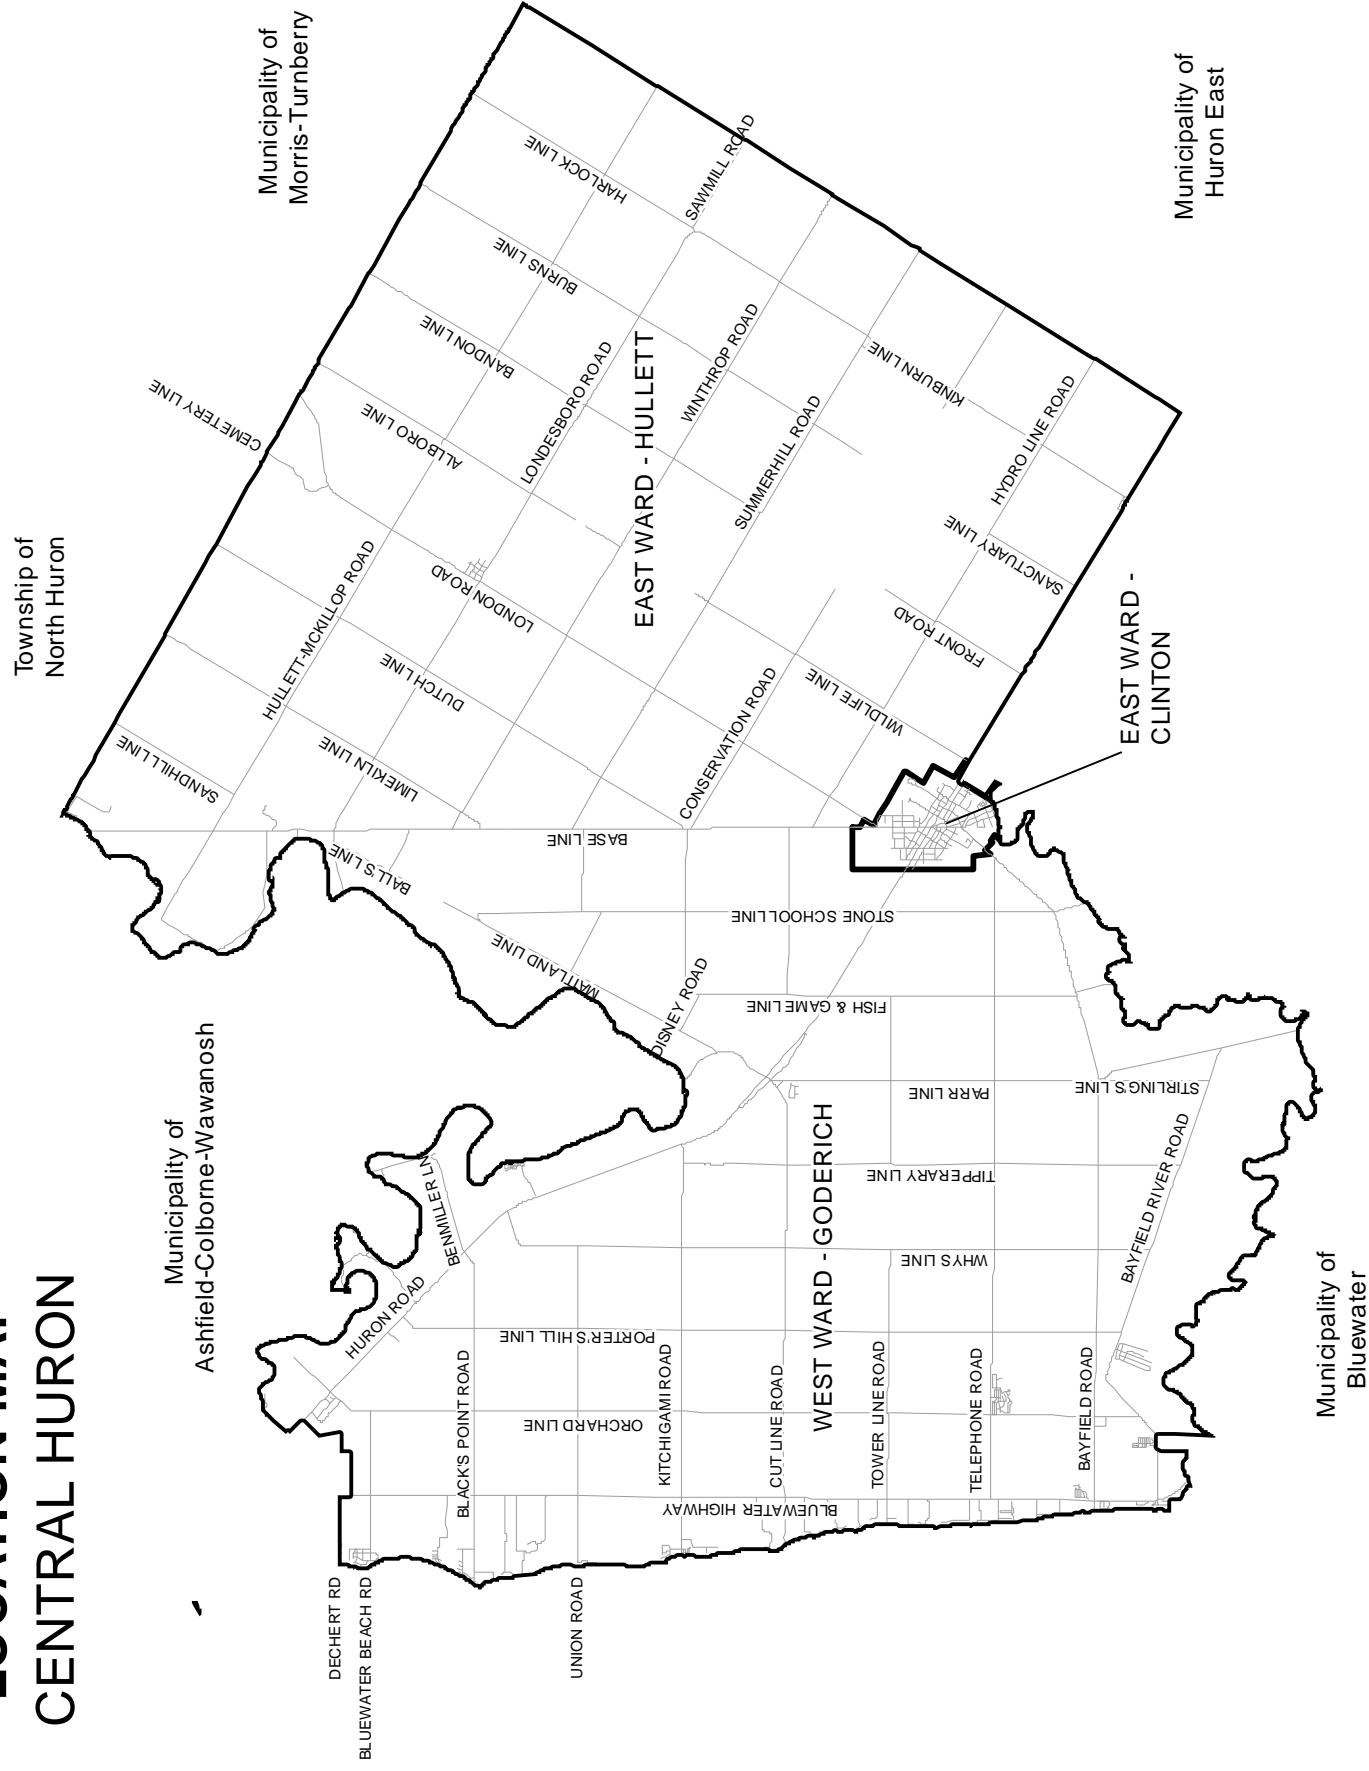 CENTRAL HURON
Township of
North Huron
Municipality of
Morris-Turnberry
Municipality of
Huron East
Municipality of
Ashfield-Colborne-Wawanosh
Municipality of
Bluewater
EAST WARD - HULLETT
EAST WARD -
CLINTON
WEST WARD - GODERICH
CEMETERY LINE
HARLOCK LINE
BURNS LINE
BANDON LINE
ALLBORO LINE
LONDON ROAD
DUTCH LINE
LIMEKILN LINE
SANDHILL LINE
HULLETT-MCKILLOP ROAD
LONDESBORO ROAD
SAWMILL ROAD
WINTHROP ROAD
SUMMERHILL ROAD
KINBURN LINE
HYDRO LINE ROAD
SANCTUARY LINE
FRONT ROAD
WILDLIFE LINE
CONSERVATION ROAD
BASE LINE
BALL'S LINE
MAITLAND LINE
STONE SCHOOL LINE
DISNEY ROAD
FISH & GAME LINE
PARR LINE
STIRLING'S LINE
TIPPERARY LINE
BAYFIELD RIVER ROAD
WHYS LINE
BENMILLER LN
HURON ROAD
PORTER'S HILL LINE
ORCHARD LINE
BLACK'S POINT ROAD
KITCHIGAMI ROAD
CUT LINE ROAD
TOWER LINE ROAD
TELEPHONE ROAD
BAYFIELD ROAD
BLUEWATER HIGHWAY
DECHERT RD
BLUEWATER BEACH RD
UNION ROAD